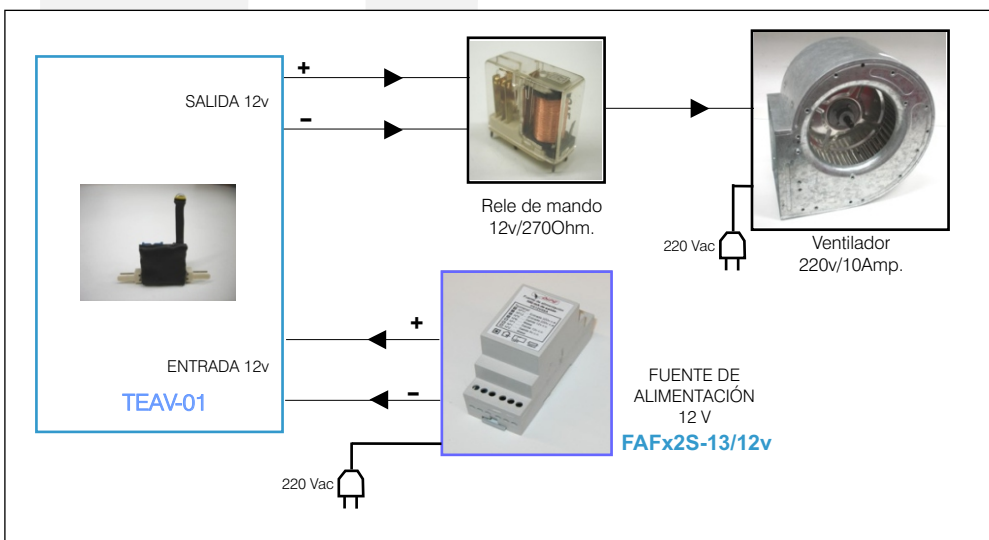 +
SALIDA 12v
-
Rele de mando
12v/270Ohm.
220 Vac
Ventilador
220v/10Amp.
+
ENTRADA 12v
-
TEAV-01
FUENTE DE
ALIMENTACIÓN
12 V
FAFx2S-13/12v
220 Vac